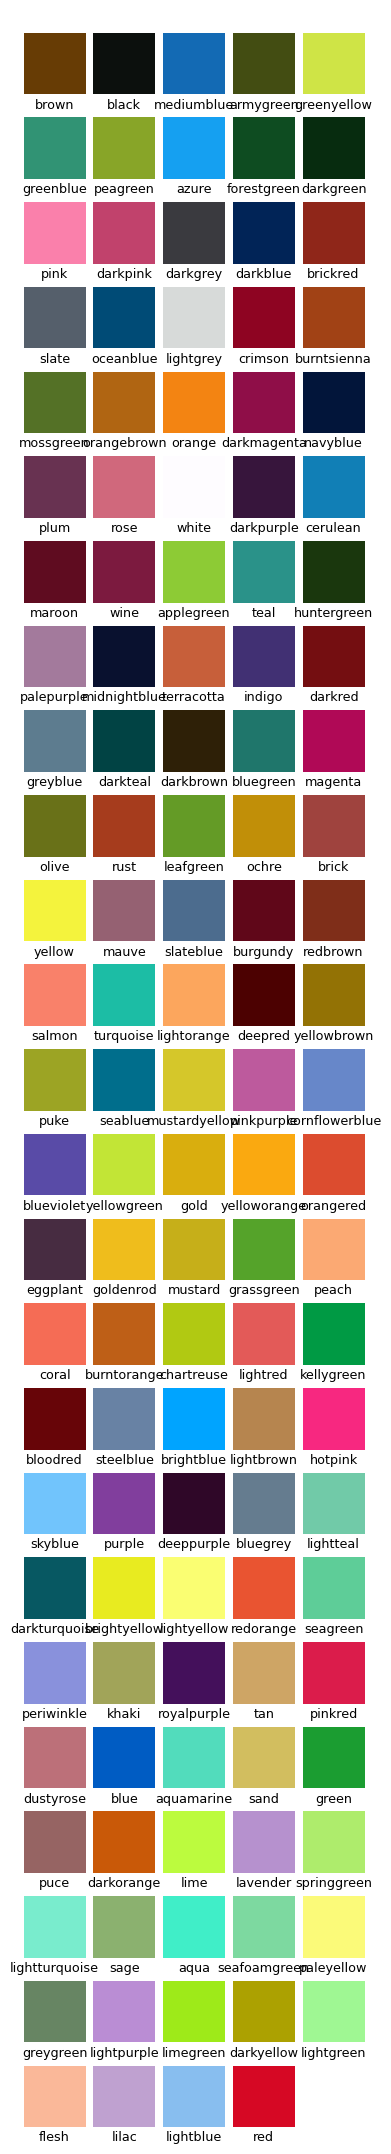 brown black mediumblue armygreen greenyellow
greenblue peagreen azure forestgreen darkgreen
pink darkpink darkgrey darkblue brickred
slate oceanblue lightgrey crimson burntsienna
mossgreen orangebrown orange darkmagenta navyblue
plum rose white darkpurple cerulean
maroon wine applegreen teal huntergreen
palepurple midnightblue terracotta indigo darkred
greyblue darkteal darkbrown bluegreen magenta
olive rust leafgreen ochre brick
yellow mauve slateblue burgundy redbrown
salmon turquoise lightorange deepred yellowbrown
puke seablue mustardyellow pinkpurple cornflowerblue
blueviolet yellowgreen gold yelloworange orangered
eggplant goldenrod mustard grassgreen peach
coral burntorange chartreuse lightred kellygreen
bloodred steelblue brightblue lightbrown hotpink
skyblue purple deeppurple bluegrey lightteal
darkturquoise brightyellow lightyellow redorange seagreen
periwinkle khaki royalpurple tan pinkred
dustyrose blue aquamarine sand green
puce darkorange lime lavender springgreen
lightturquoise sage aqua seafoamgreen paleyellow
greygreen lightpurple limegreen darkyellow lightgreen
flesh lilac lightblue red